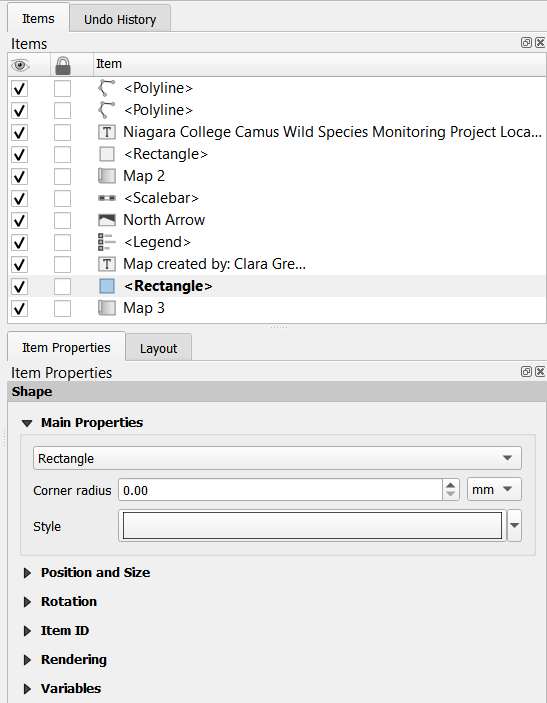 Items Undo History
Items
Item
<Polyline>
<Polyline>
Niagara College Camus Wild Species Monitoring Project Loca...
<Rectangle>
Map 2
<Scalebar>
North Arrow
<Legend>
Map created by: Clara Gre...
<Rectangle>
Map 3
Item Properties Layout
Item Properties
Shape
Main Properties
Rectangle
Corner radius 0.00 mm
Style
Position and Size
Rotation
Item ID
Rendering
Variables